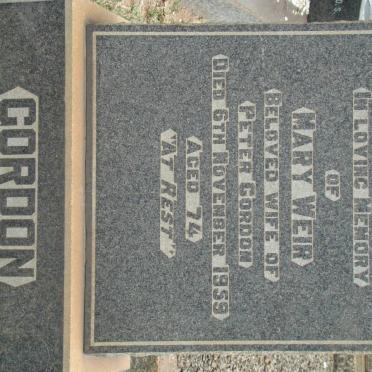 IN LOVING MEMORY
OF
MARY WEIR
BELOVED WIFE OF
PETER GORDON
DIED 6TH NOVEMBER 1959
AGED 74
"AT REST"
GORDON